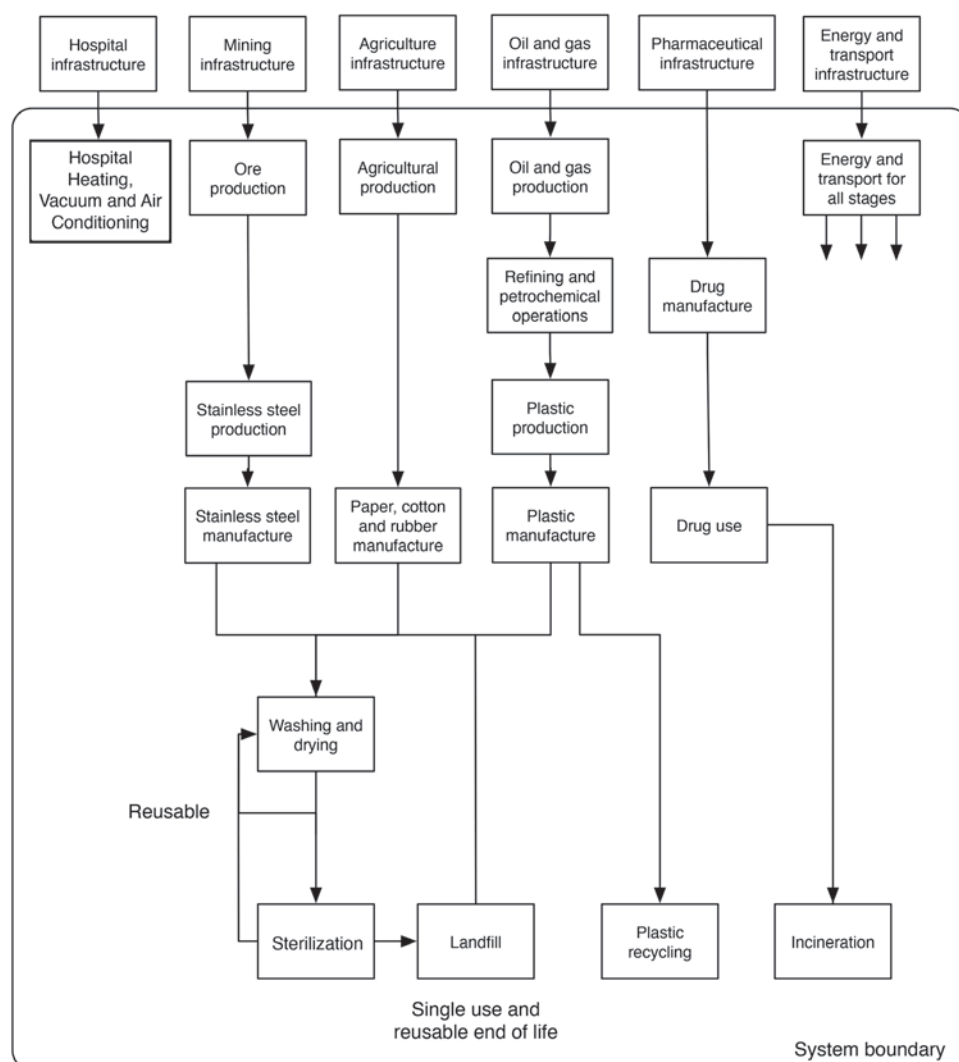 Hospital
infrastructure
Mining
infrastructure
Agriculture
infrastructure
Oil and gas
infrastructure
Pharmaceutical
infrastructure
Energy and
transport
infrastructure
Hospital
Heating,
Vacuum and Air
Conditioning
Ore
production
Agricultural
production
Oil and gas
production
Energy and
transport for
all stages
Refining and
petrochemical
operations
Drug
manufacture
Stainless steel
production
Plastic
production
Stainless steel
manufacture
Paper, cotton
and rubber
manufacture
Plastic
manufacture
Drug use
Washing and
drying
Reusable
Sterilization
Landfill
Plastic
recycling
Incineration
Single use and
reusable end of life
System boundary